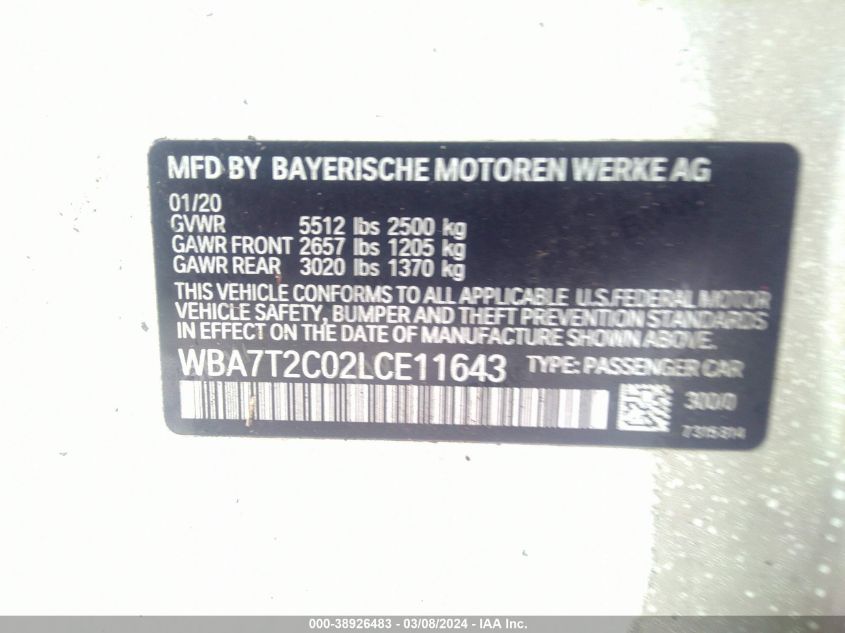 MFD BY BAYERISCHE MOTOREN WERKE AG
01/20
GVWR 5512 lbs 2500 kg
GAWR FRONT 2657 lbs 1205 kg
GAWR REAR 3020 lbs 1370 kg
THIS VEHICLE CONFORMS TO ALL APPLICABLE U.S.FEDERAL MOTOR
VEHICLE SAFETY, BUMPER AND THEFT PREVENTION STANDARDS
IN EFFECT ON THE DATE OF MANUFACTURE SHOWN ABOVE.
WBA7T2C02LCE11643 TYPE: PASSENGER CAR
300/0
7315314
000-38926483 - 03/08/2024 - IAA Inc.